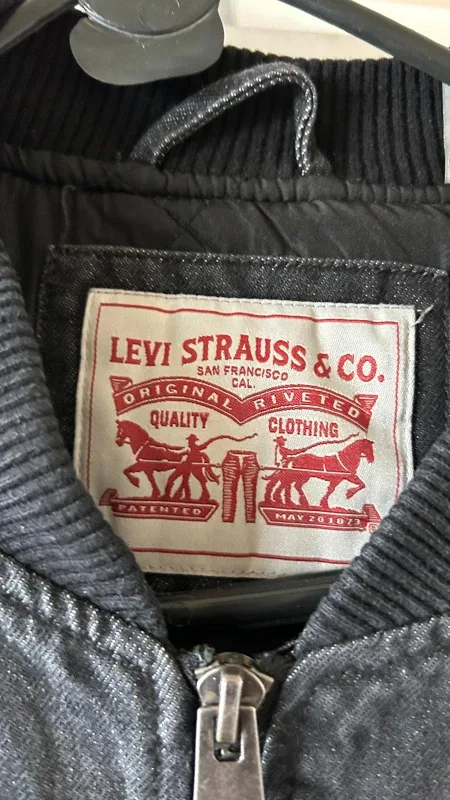 LEVI STRAUSS & CO.
SAN FRANCISCO
CAL.
ORIGINAL RIVETED
QUALITY CLOTHING
PATENTED MAY 20 1873